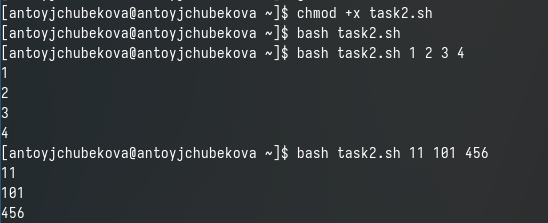 [antoyjchubekova@antoyjchubekova ~]$ chmod +x task2.sh
[antoyjchubekova@antoyjchubekova ~]$ bash task2.sh
[antoyjchubekova@antoyjchubekova ~]$ bash task2.sh 1 2 3 4
1
2
3
4
[antoyjchubekova@antoyjchubekova ~]$ bash task2.sh 11 101 456
11
101
456